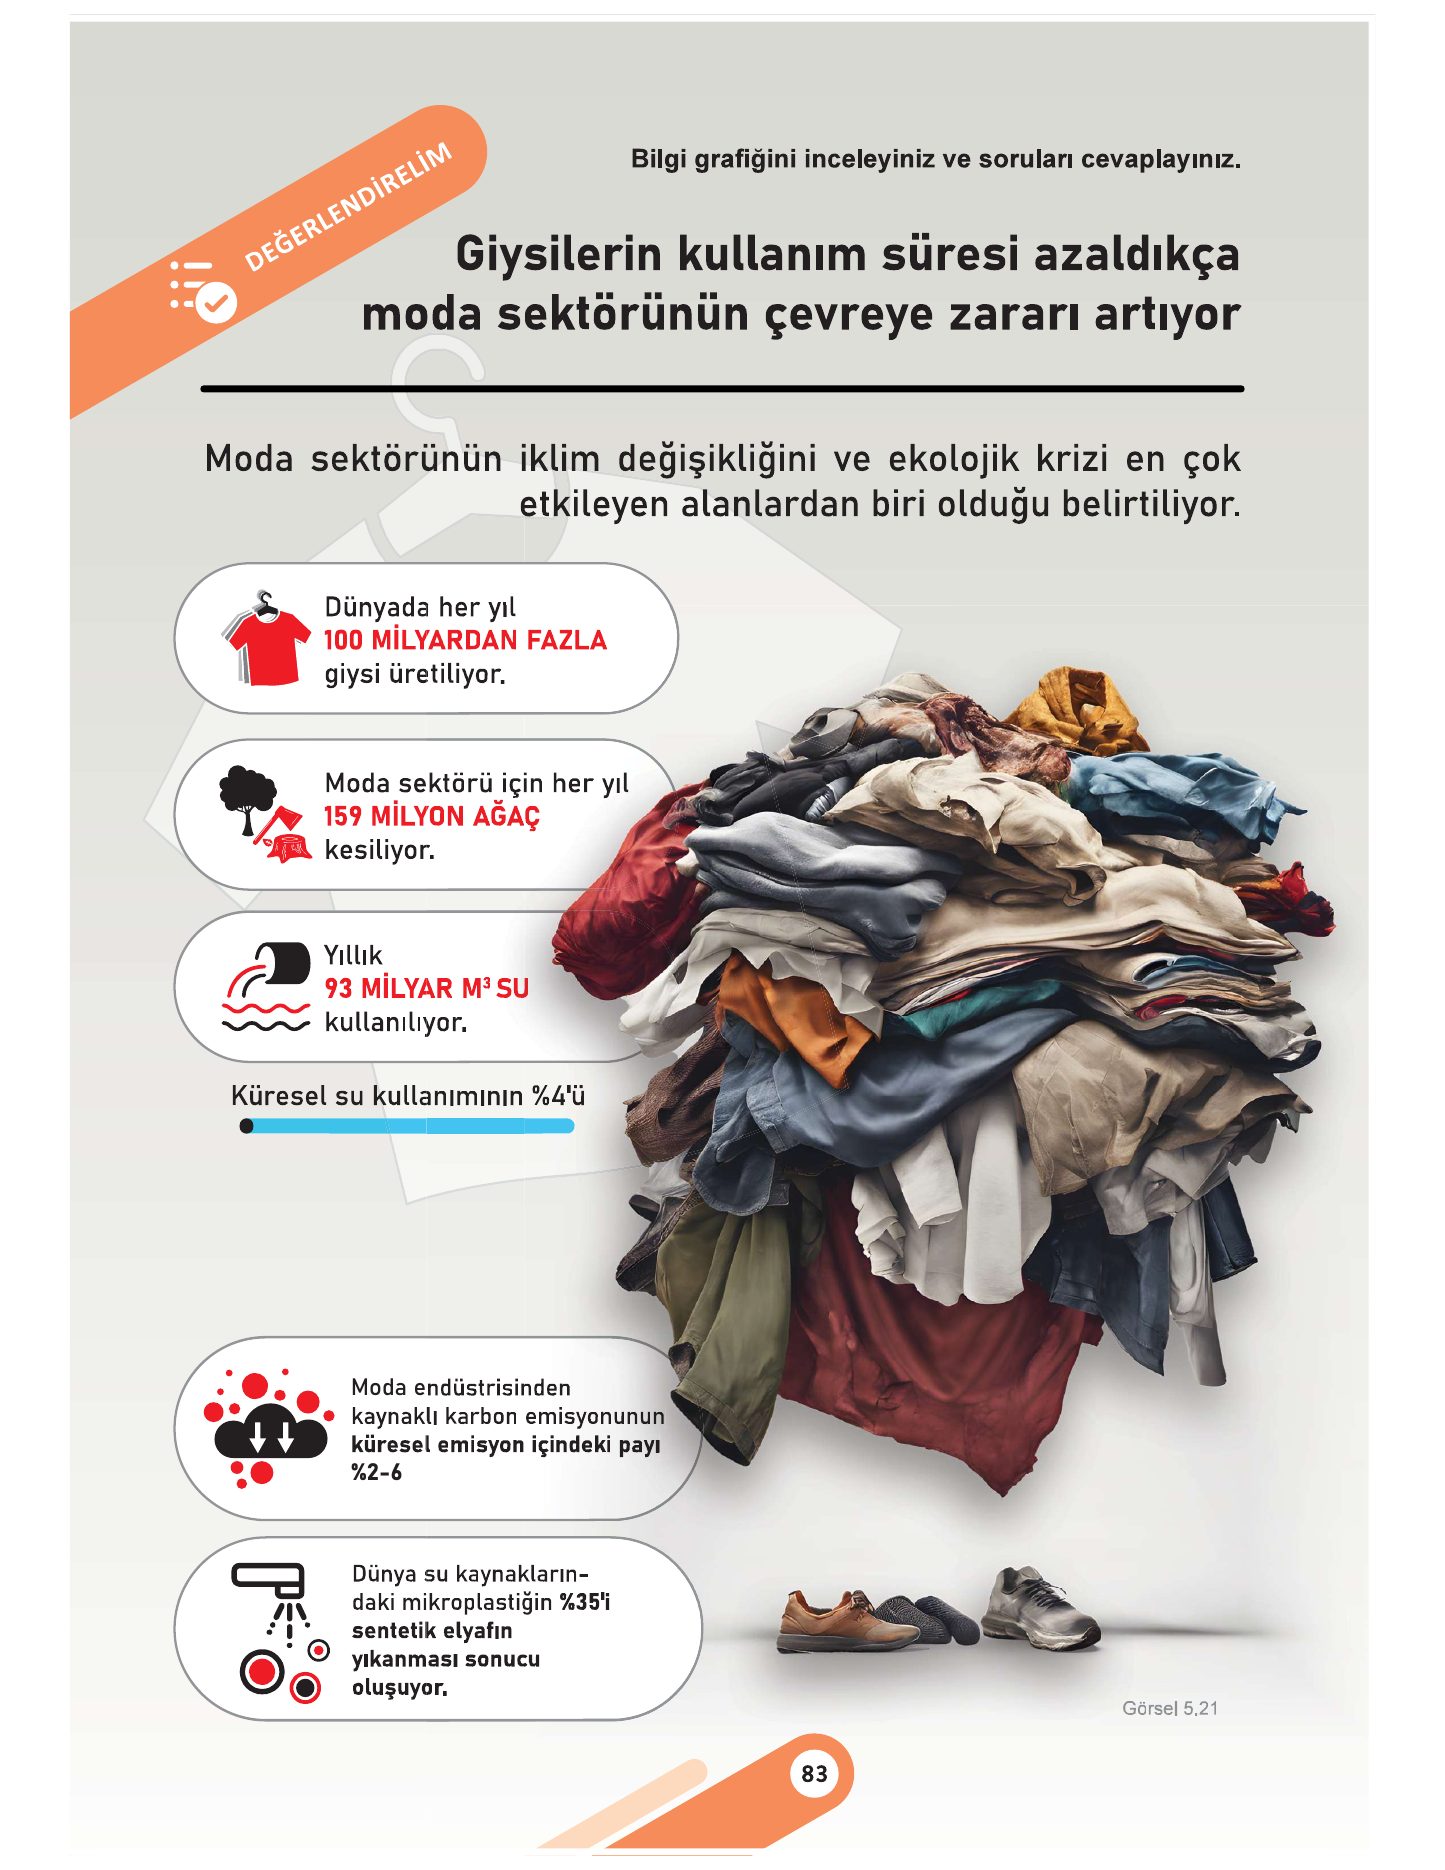 DEĞERLENDİRELİM
Bilgi grafiğini inceleyiniz ve soruları cevaplayınız.
Giysilerin kullanım süresi azaldıkça
moda sektörünün çevreye zararı artıyor
Moda sektörünün iklim değişikliğini ve ekolojik krizi en çok
etkileyen alanlardan biri olduğu belirtiliyor.
Dünyada her yıl
100 MİLYARDAN FAZLA
giysi üretiliyor.
Moda sektörü için her yıl
159 MİLYON AĞAÇ
kesiliyor.
Yıllık
93 MİLYAR M³ SU
kullanılıyor.
Küresel su kullanımının %4'ü
Moda endüstrisinden
kaynaklı karbon emisyonunun
küresel emisyon içindeki payı
%2-6
Dünya su kaynakların-
daki mikroplastiğin %35'i
sentetik elyafın
yıkanması sonucu
oluşuyor.
Görsel 5.21
83